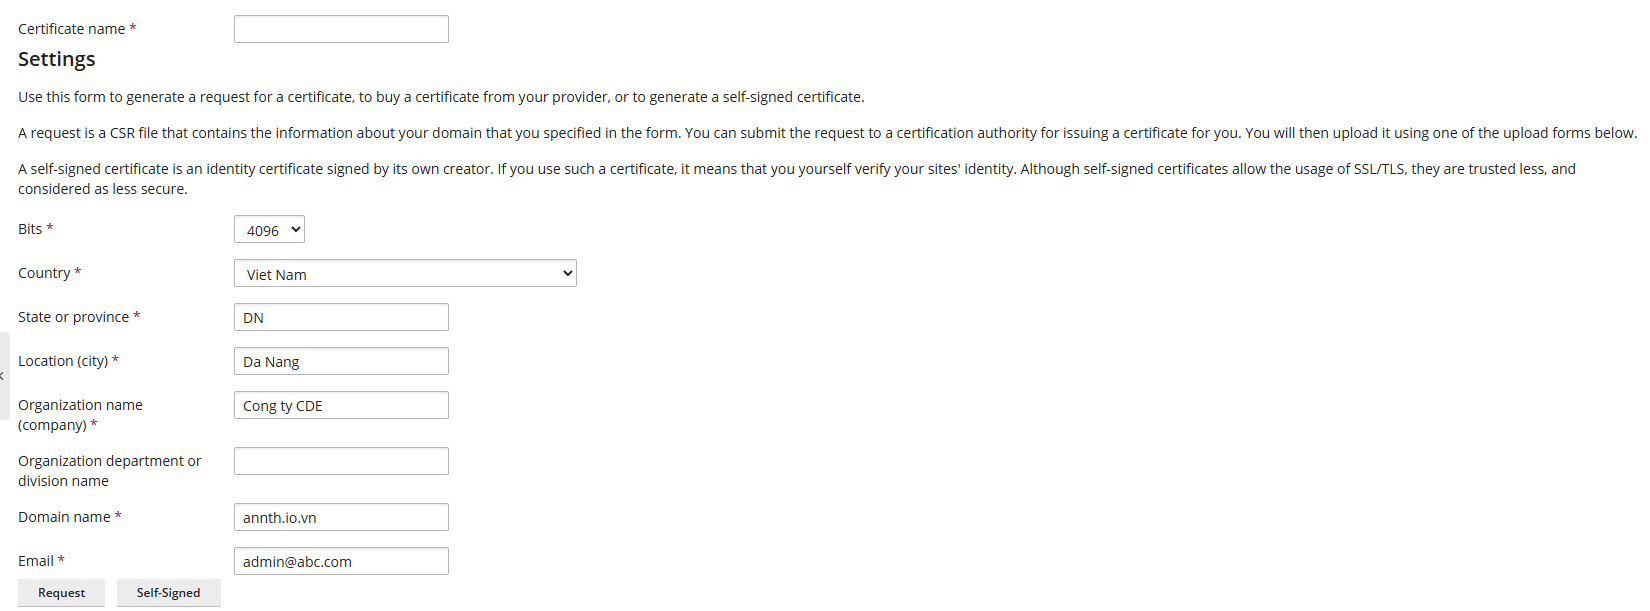 Certificate name *
Settings
Use this form to generate a request for a certificate, to buy a certificate from your provider, or to generate a self-signed certificate.
A request is a CSR file that contains the information about your domain that you specified in the form. You can submit the request to a certification authority for issuing a certificate for you. You will then upload it using one of the upload forms below.
A self-signed certificate is an identity certificate signed by its own creator. If you use such a certificate, it means that you yourself verify your sites' identity. Although self-signed certificates allow the usage of SSL/TLS, they are trusted less, and
considered as less secure.
Bits * 4096
Country * Viet Nam
State or province * DN
Location (city) * Da Nang
Organization name Cong ty CDE
(company) *
Organization department or
division name
Domain name * annth.io.vn
Email * admin@abc.com
Request Self-Signed